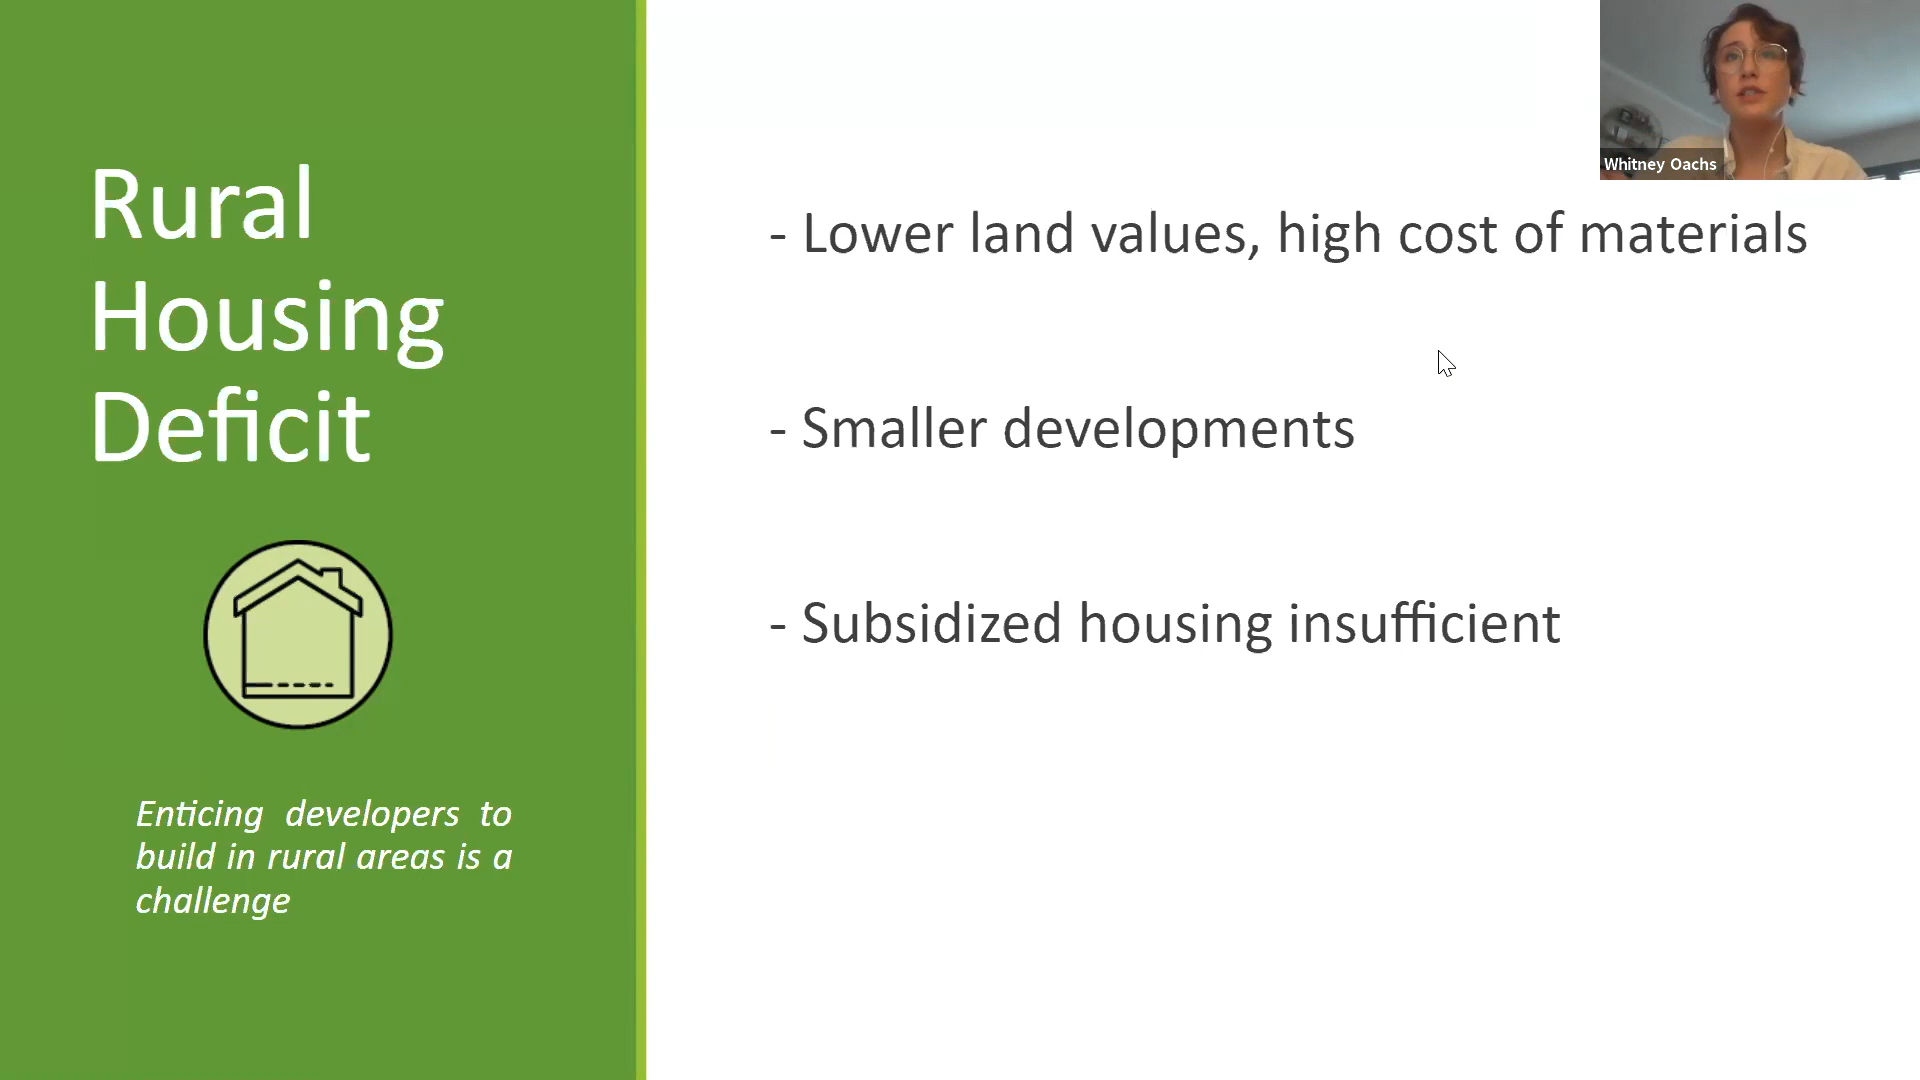 Rural
Housing
Deficit
Enticing developers to
build in rural areas is a
challenge
Whitney Oachs
- Lower land values, high cost of materials
- Smaller developments
- Subsidized housing insufficient